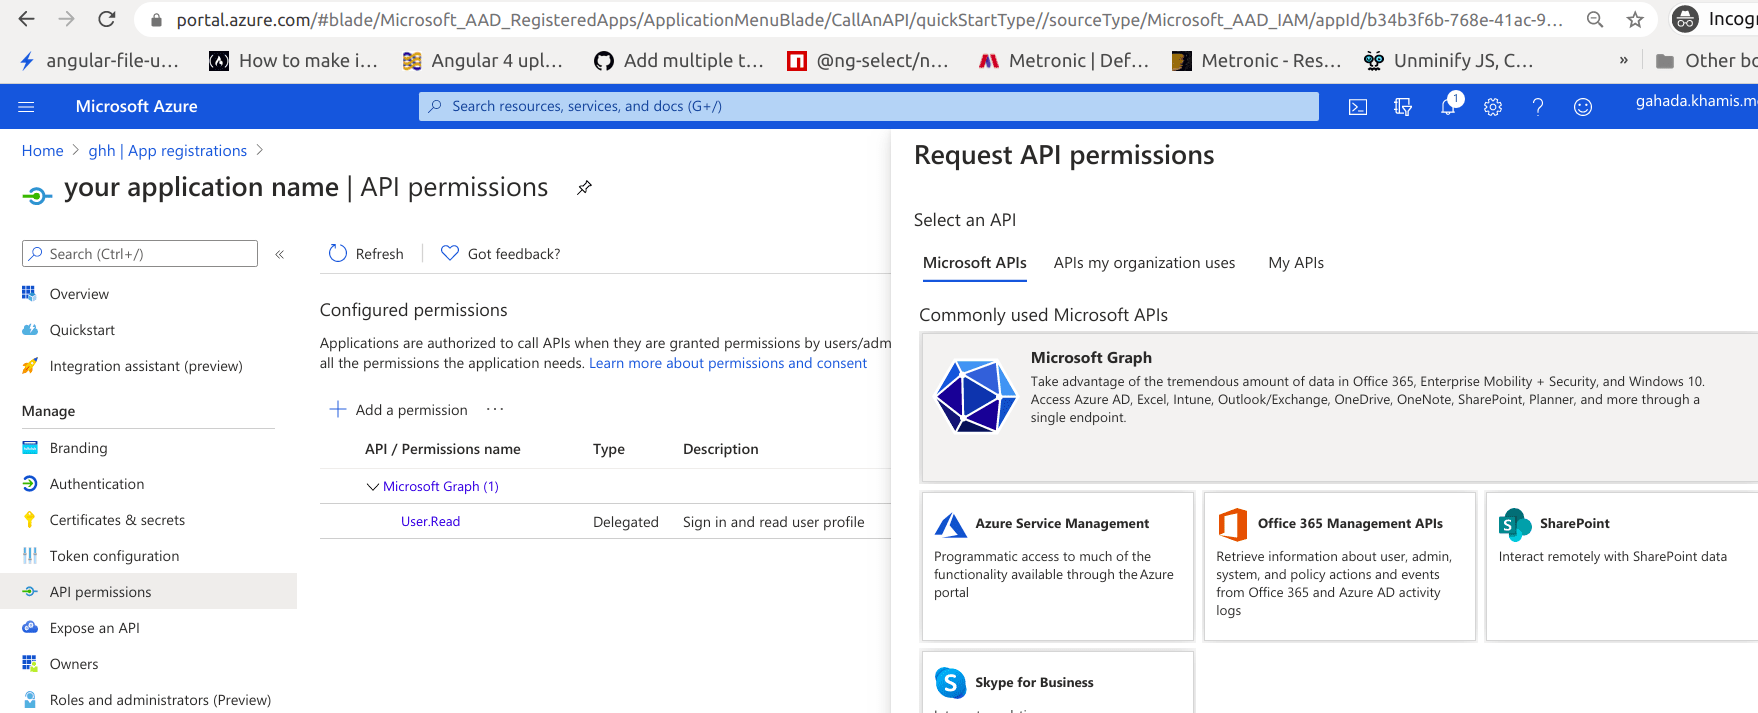 portal.azure.com/#blade/Microsoft_AAD_RegisteredApps/ApplicationMenuBlade/CallAnAPI/quickStartType//sourceType/Microsoft_AAD_IAM/appId/b34b3f6b-768e-41ac-9...
Incogn
angular-file-u...
How to make i...
Angular 4 upl...
Add multiple t...
@ng-select/n...
Metronic | Def...
Metronic - Res...
Unminify JS, C...
»
Other bo
Microsoft Azure
Search resources, services, and docs (G+/)
1
gahada.khamis.m
Home > ghh | App registrations >
your application name | API permissions
Search (Ctrl+/)
«
Overview
Quickstart
Integration assistant (preview)
Manage
Branding
Authentication
Certificates & secrets
Token configuration
API permissions
Expose an API
Owners
Roles and administrators (Preview)
Refresh
Got feedback?
Configured permissions
Applications are authorized to call APIs when they are granted permissions by users/adm
all the permissions the application needs. Learn more about permissions and consent
+ Add a permission ...
API / Permissions name Type Description
Microsoft Graph (1)
User.Read Delegated Sign in and read user profile
Request API permissions
Select an API
Microsoft APIs
APIs my organization uses
My APIs
Commonly used Microsoft APIs
Microsoft Graph
Take advantage of the tremendous amount of data in Office 365, Enterprise Mobility + Security, and Windows 10.
Access Azure AD, Excel, Intune, Outlook/Exchange, OneDrive, OneNote, SharePoint, Planner, and more through a
single endpoint.
Azure Service Management
Programmatic access to much of the
functionality available through the Azure
portal
Office 365 Management APIs
Retrieve information about user, admin,
system, and policy actions and events
from Office 365 and Azure AD activity
logs
SharePoint
Interact remotely with SharePoint data
Skype for Business